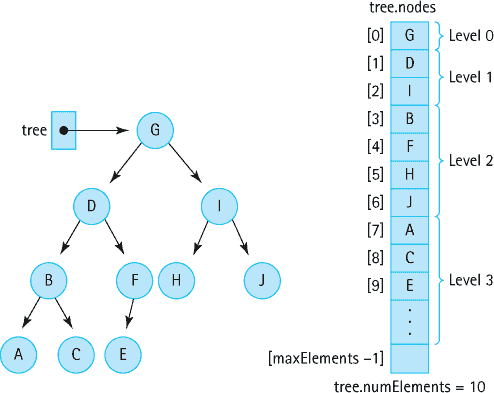 tree
G
D
I
B
F
H
J
A
C
E
tree.nodes
[0] G Level 0
[1] D
Level 1
[2] I
[3] B
[4] F
Level 2
[5] H
[6] J
[7] A
[8] C
[9] E
Level 3
.
.
.
[maxElements –1]
tree.numElements = 10